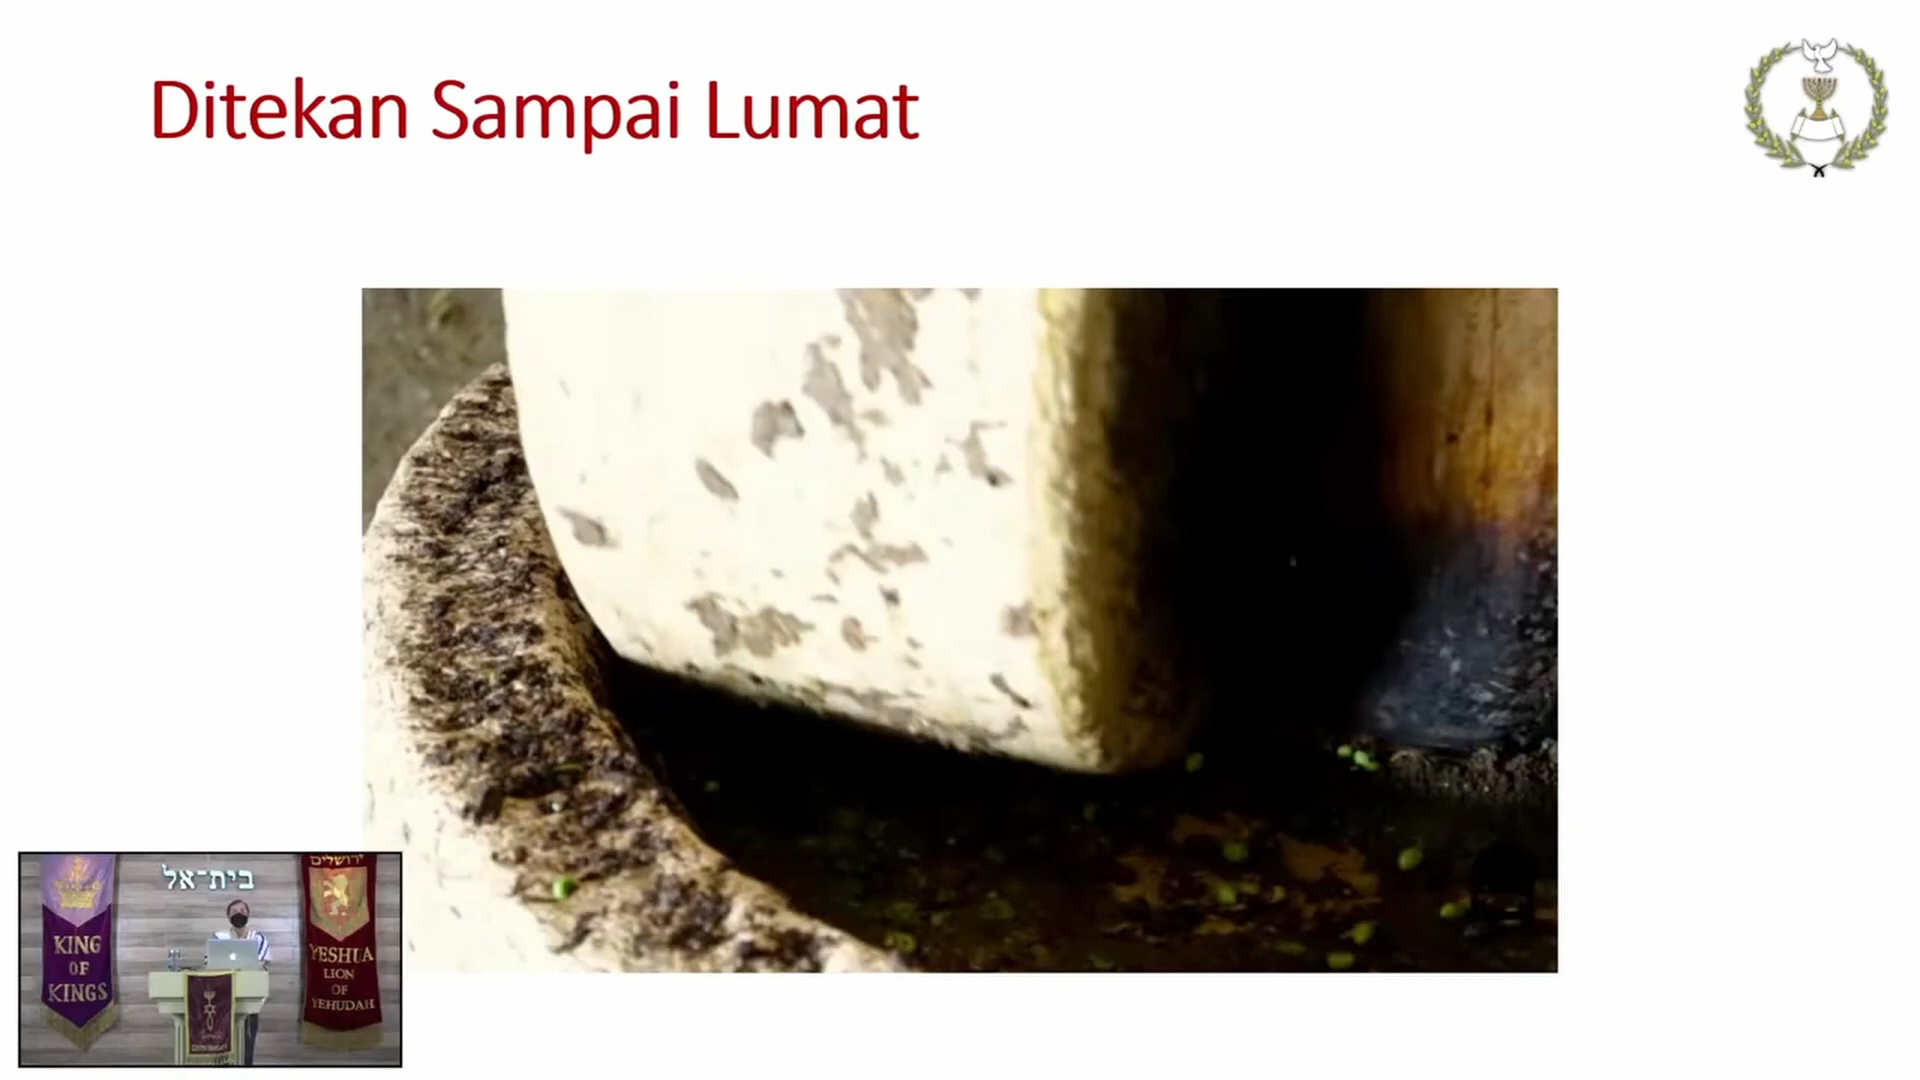 Ditekan Sampai Lumat
בית־אל
KING
OF
KINGS
ירושלים
YESHUA
LION
OF
YEHUDAH